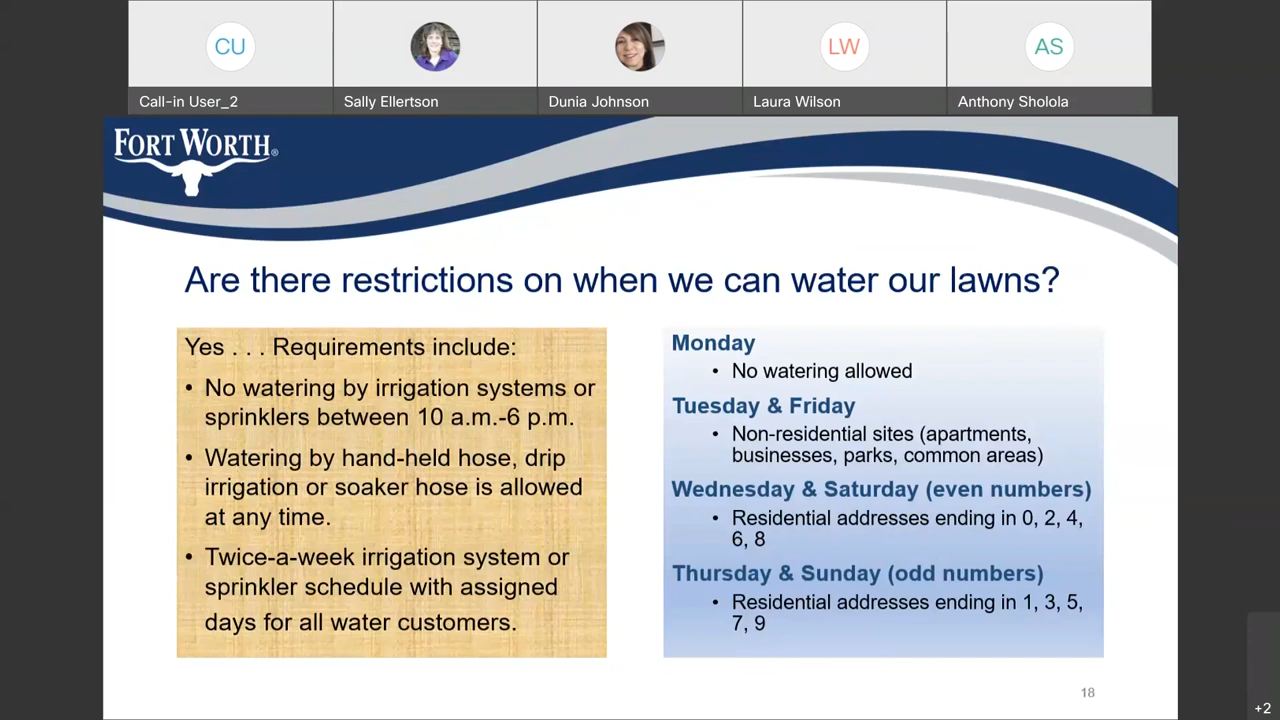 CU
LW
AS
Call-in User_2
Sally Ellertson
Dunia Johnson
Laura Wilson
Anthony Sholola
FORT WORTH®
Are there restrictions on when we can water our lawns?
Yes . . . Requirements include:
• No watering by irrigation systems or
sprinklers between 10 a.m.-6 p.m.
• Watering by hand-held hose, drip
irrigation or soaker hose is allowed
at any time.
• Twice-a-week irrigation system or
sprinkler schedule with assigned
days for all water customers.
Monday
• No watering allowed
Tuesday & Friday
• Non-residential sites (apartments,
businesses, parks, common areas)
Wednesday & Saturday (even numbers)
• Residential addresses ending in 0, 2, 4,
6, 8
Thursday & Sunday (odd numbers)
• Residential addresses ending in 1, 3, 5,
7, 9
18
+2